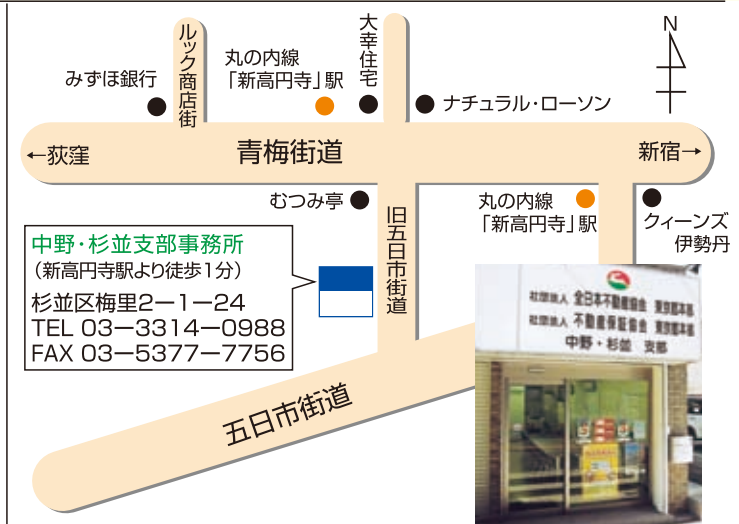 N
大幸住宅
ルック商店街
丸の内線
「新高円寺」駅
みずほ銀行
ナチュラル・ローソン
←荻窪
青梅街道
新宿→
むつみ亭
旧五日市街道
丸の内線
「新高円寺」駅
クィーンズ
伊勢丹
中野・杉並支部事務所
（新高円寺駅より徒歩1分）
杉並区梅里2－1－24
TEL 03－3314－0988
FAX 03－5377－7756
五日市街道
社団法人 全日本不動産協会 東京都本部
社団法人 不動産保証協会 東京都本部
中野・杉並 支部